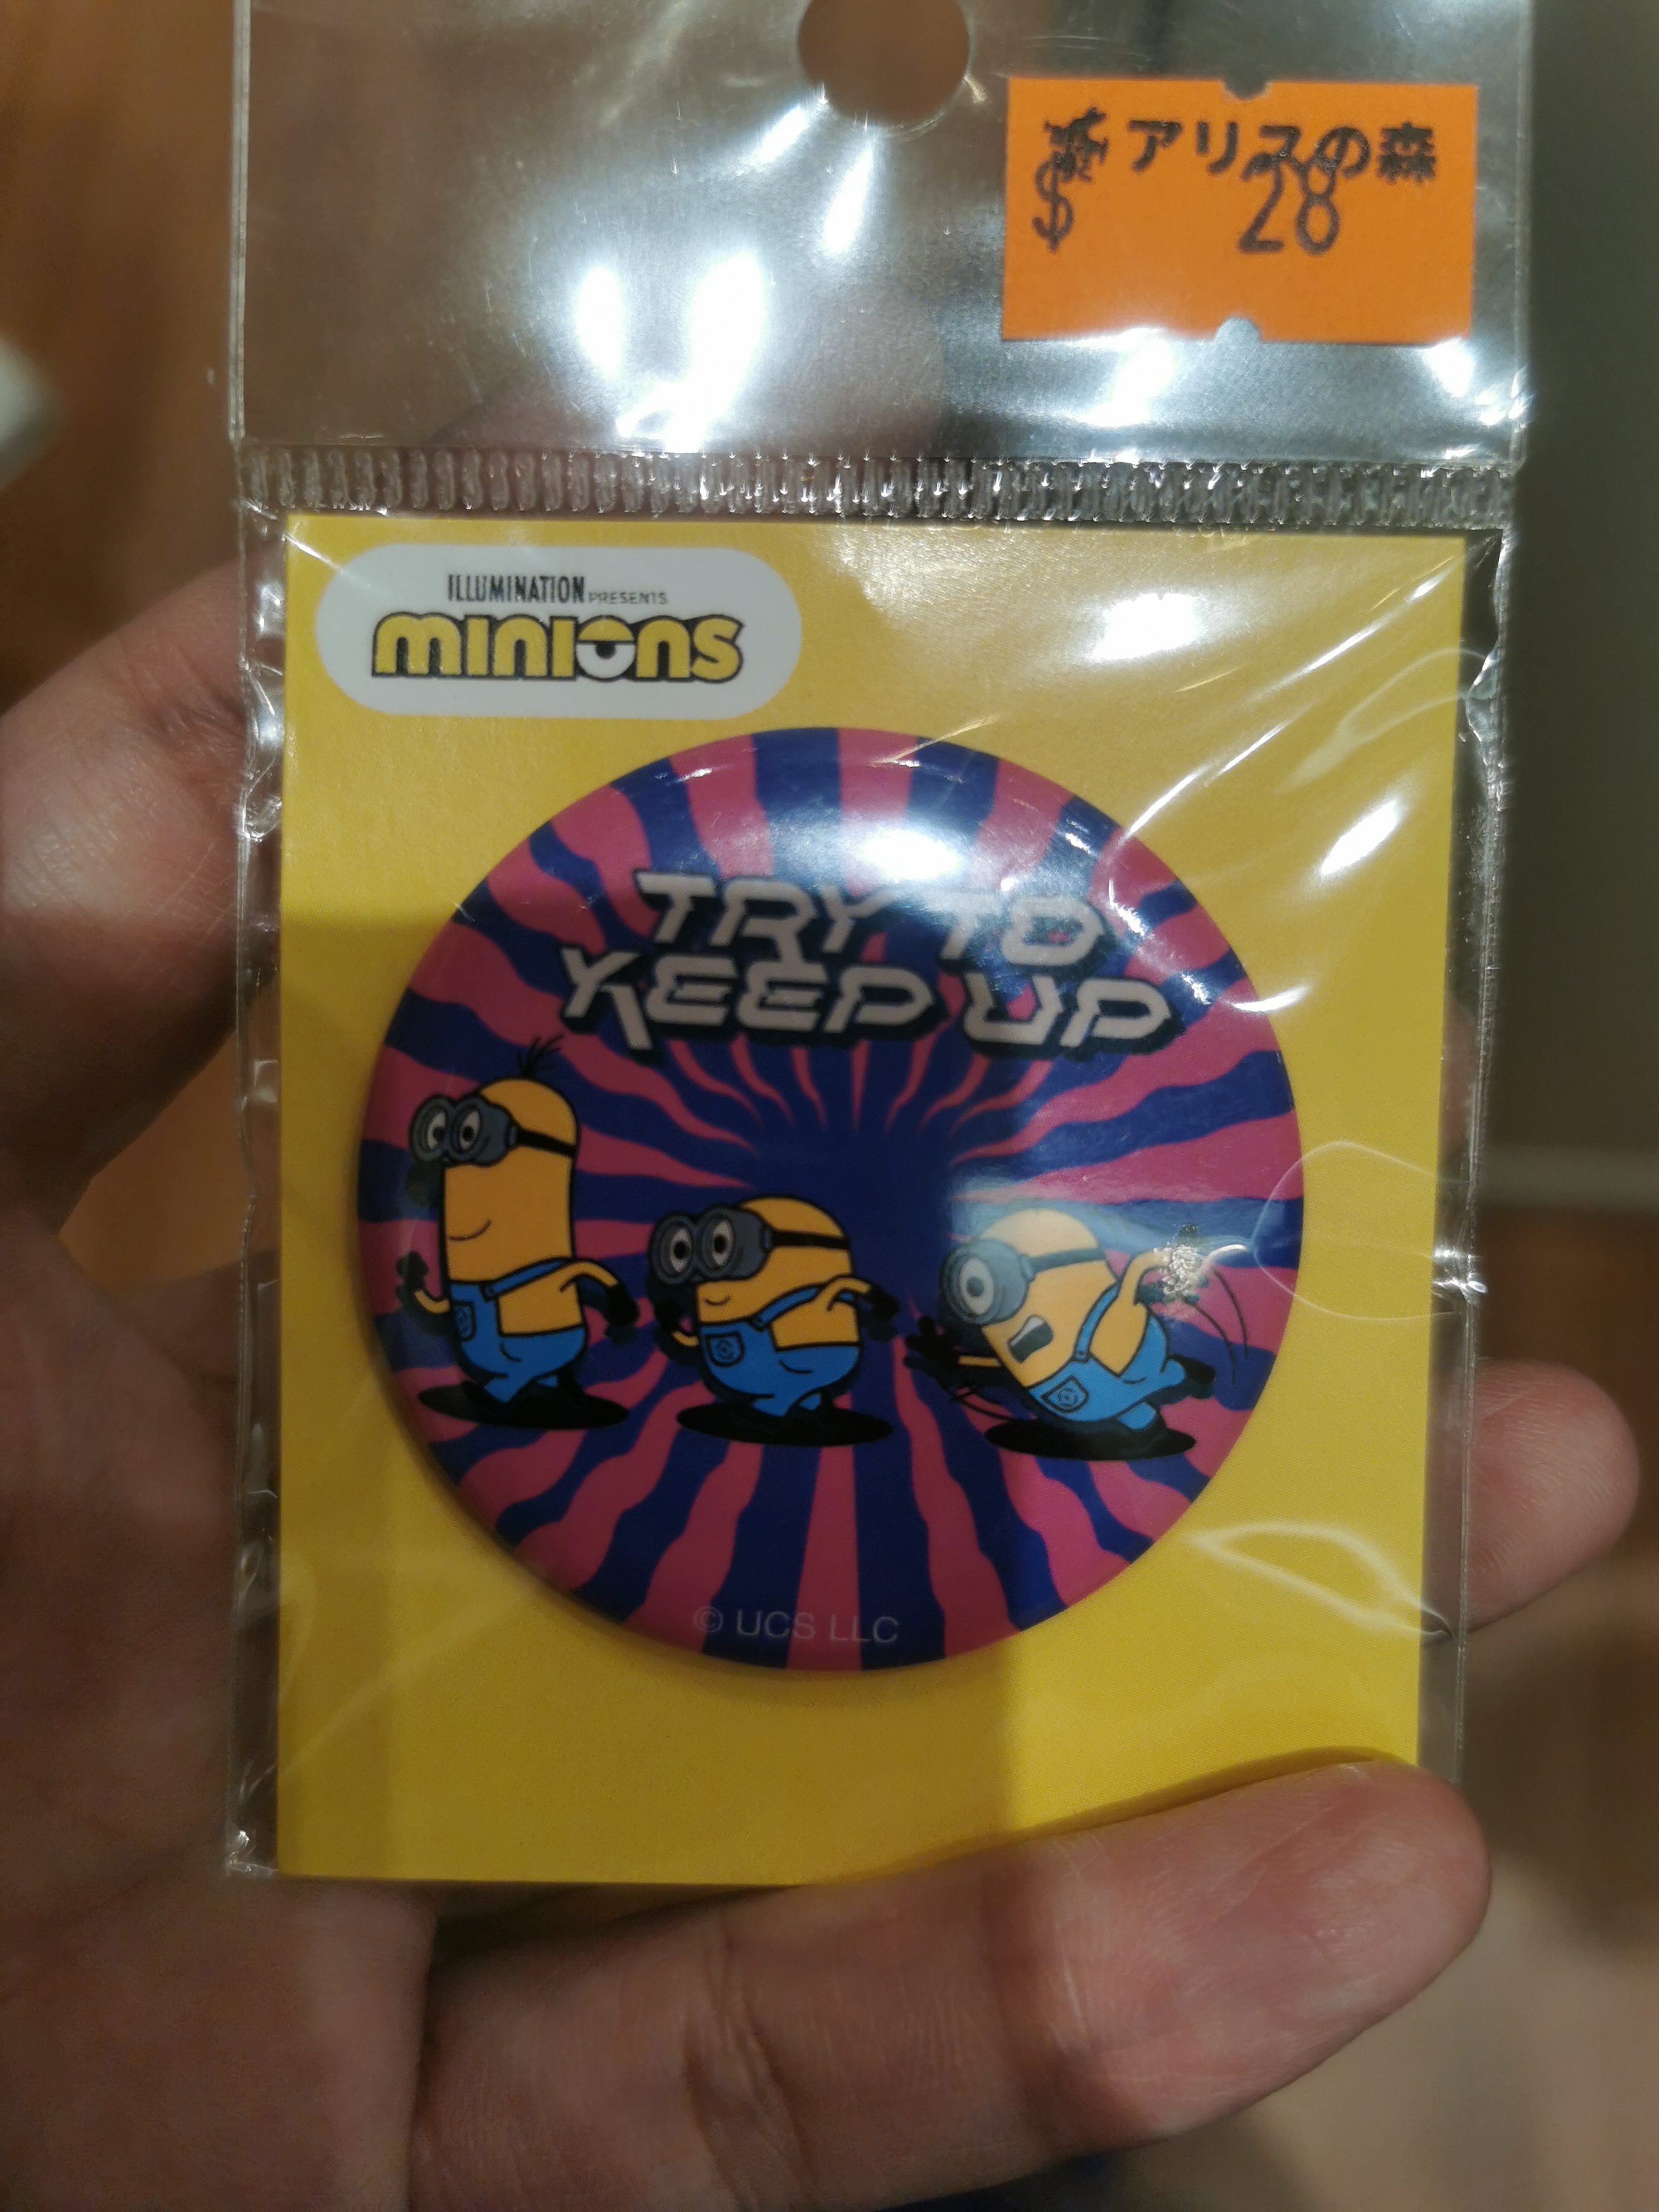 アリスの森
$ 28
ILLUMINATION PRESENTS
minions
TRY TO
KEEP UP
© UCS LLC